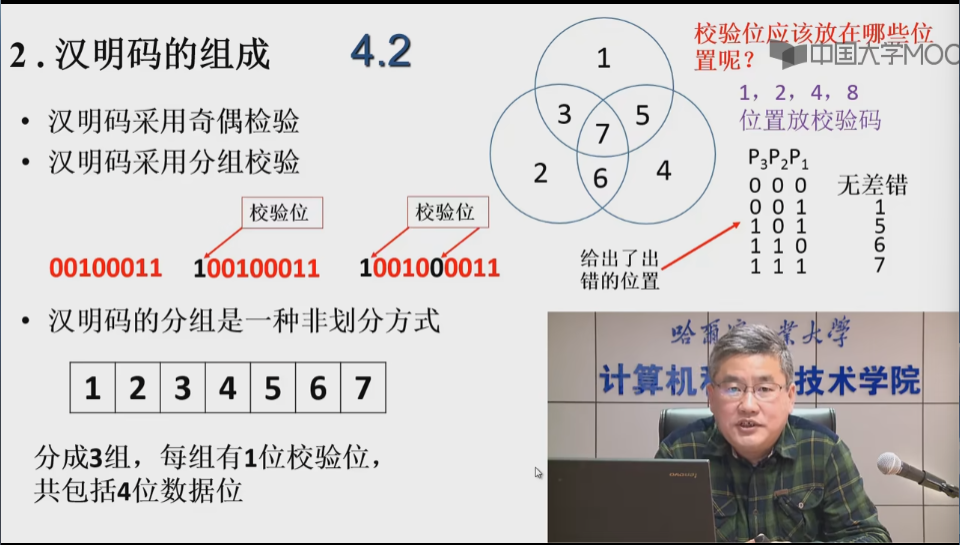 2 . 汉明码的组成
4.2
• 汉明码采用奇偶检验
• 汉明码采用分组校验
校验位
校验位
00100011
100100011
1001000011
• 汉明码的分组是一种非划分方式
1 2 3 4 5 6 7
分成3组，每组有1位校验位，
共包括4位数据位
1
3
5
7
2
6
4
校验位应该放在哪些位
置呢？
中国大学MOO
1，2，4，8
位置放校验码
P3P2P1
0 0 0 无差错
0 0 1 1
1 0 1 5
1 1 0 6
1 1 1 7
给出了出
错的位置
哈尔滨 业大学
计算机科 技术学院
lenovo